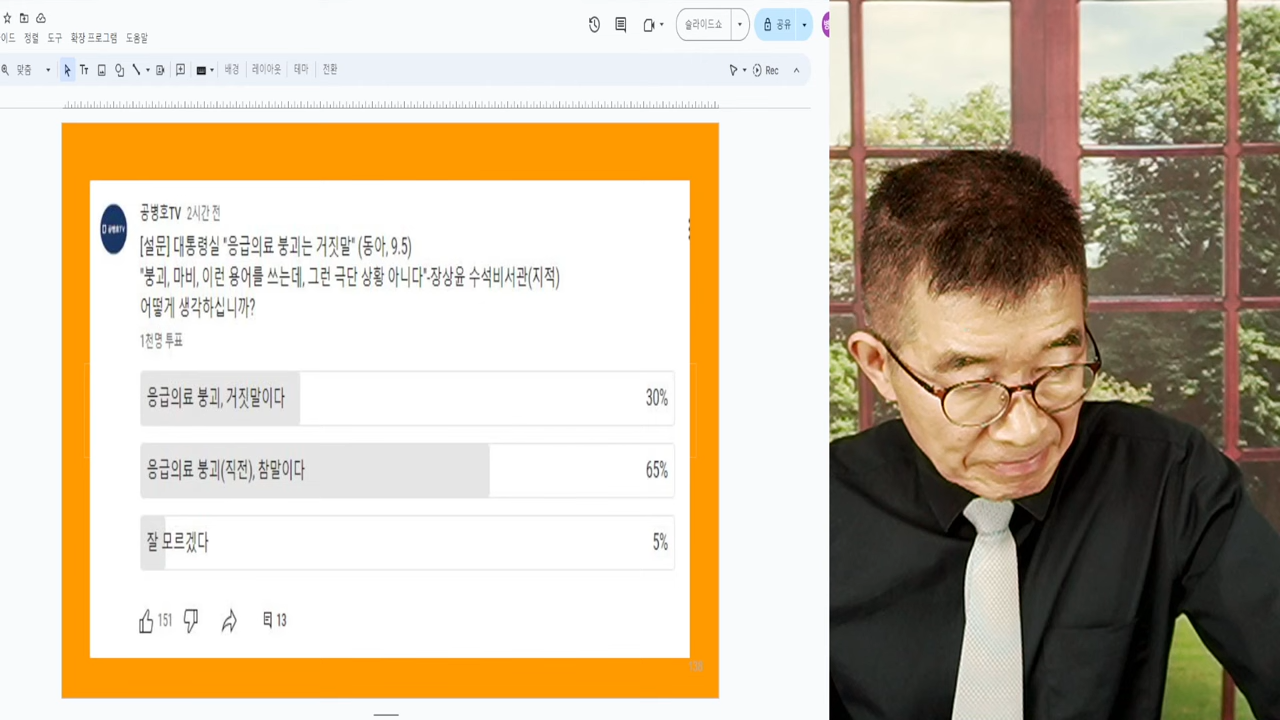 이드 정렬 도구 확장 프로그램 도움말
슬라이드쇼
공유
맞춤
배경 레이아웃 테마 전환
Rec
공병호TV 2시간 전
공병호TV
[설문] 대통령실 "응급의료 붕괴는 거짓말" (동아, 9.5)
"붕괴, 마비, 이런 용어를 쓰는데, 그런 극단 상황 아니다"-장상윤 수석비서관(지적)
어떻게 생각하십니까?
1천명 투표
응급의료 붕괴, 거짓말이다 30%
응급의료 붕괴(직전), 참말이다 65%
잘 모르겠다 5%
151 13